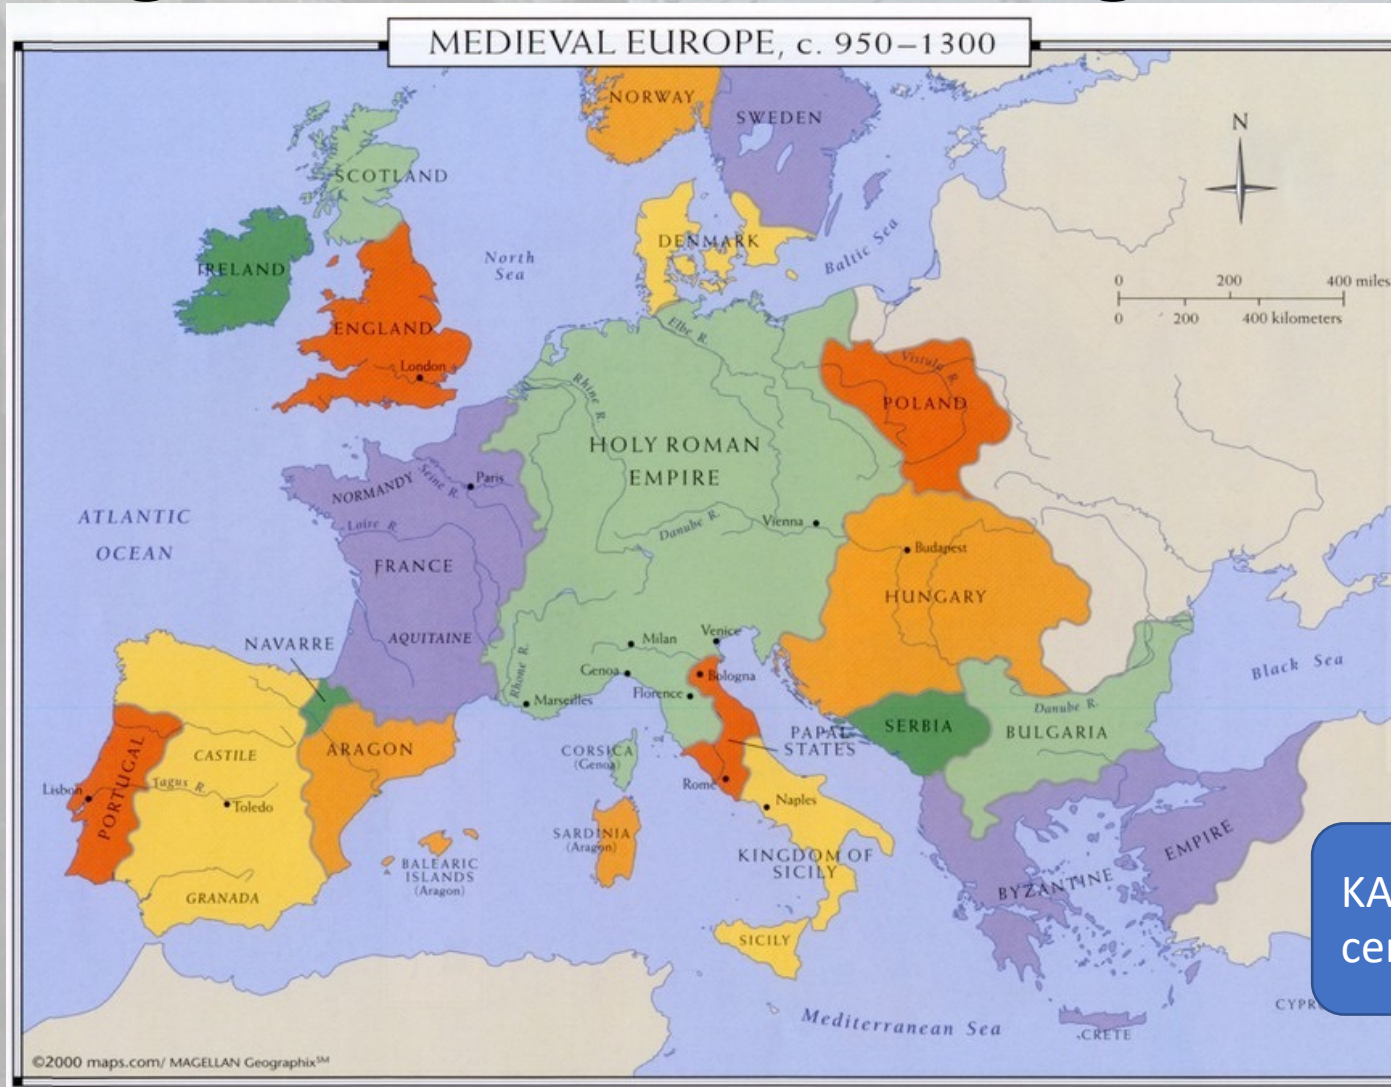 MEDIEVAL EUROPE, c. 950–1300
NORWAY
SWEDEN
N
SCOTLAND
IRELAND
North
Sea
DENMARK
Baltic Sea
0 200 400 miles
0 200 400 kilometers
ENGLAND
London
Elbe R.
Rhine R.
Vistula R.
POLAND
HOLY ROMAN
EMPIRE
NORMANDY
Seine R.
Paris
ATLANTIC
OCEAN
Loire R.
Danube R.
Vienna
Budapest
FRANCE
HUNGARY
NAVARRE
AQUITAINE
Rhone R.
Milan
Venice
Genoa
Bologna
Florence
Marseilles
Black Sea
Danube R.
SERBIA
BULGARIA
PORTUGAL
CASTILE
ARAGON
CORSICA
(Genoa)
PAPAL
STATES
Lisbon
Tagus R.
Toledo
Rome
Naples
SARDINIA
(Aragon)
BALEARIC
ISLANDS
(Aragon)
KINGDOM OF
SICILY
BYZANTINE
EMPIRE
GRANADA
SICILY
KA
cer
CYPR
Mediterranean Sea
CRETE
©2000 maps.com/ MAGELLAN Geographix℠